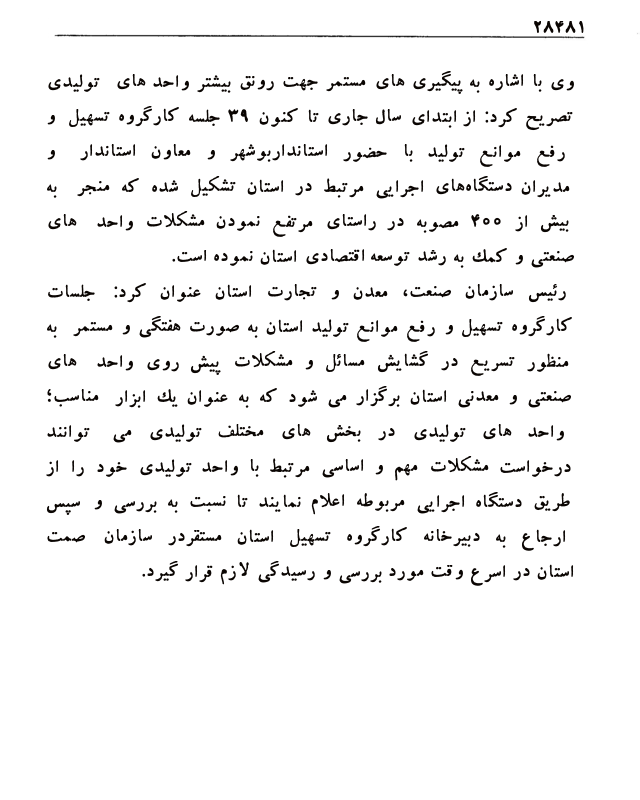 ۲۸۴۸۱
وی با اشاره به پیگیری های مستمر جهت رونق بیشتر واحد های تولیدی
تصریح کرد: از ابتدای سال جاری تا کنون ۳۹ جلسه کارگروه تسهیل و
رفع موانع تولید با حضور استانداربوشهر و معاون استاندار و
مدیران دستگاه‌های اجرایی مرتبط در استان تشکیل شده که منجر به
بیش از ۴۰۰ مصوبه در راستای مرتفع نمودن مشکلات واحد های
صنعتی و کمك به رشد توسعه اقتصادی استان نموده است.
رئیس سازمان صنعت، معدن و تجارت استان عنوان کرد: جلسات
کارگروه تسهیل و رفع موانع تولید استان به صورت هفتگی و مستمر به
منظور تسریع در گشایش مسائل و مشکلات پیش روی واحد های
صنعتی و معدنی استان برگزار می شود که به عنوان یك ابزار مناسب؛
واحد های تولیدی در بخش های مختلف تولیدی می توانند
درخواست مشکلات مهم و اساسی مرتبط با واحد تولیدی خود را از
طریق دستگاه اجرایی مربوطه اعلام نمایند تا نسبت به بررسی و سپس
ارجاع به دبیرخانه کارگروه تسهیل استان مستقردر سازمان صمت
استان در اسرع وقت مورد بررسی و رسیدگی لازم قرار گیرد.